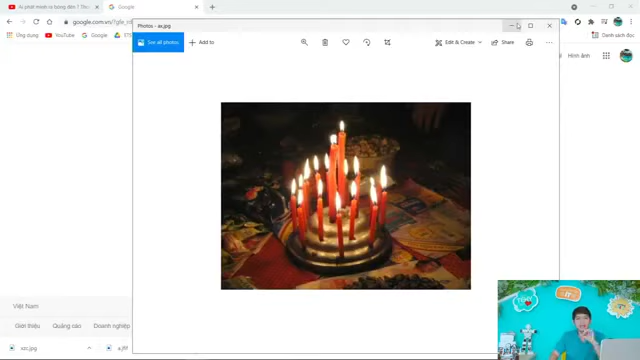 Ai phát minh ra bóng đèn ? Thom
Google
google.com.vn/?gfe_rd
Ứng dụng
YouTube
Google
Danh sách đọc
Hình ảnh
Photos - ax.jpg
See all photos
Add to
Edit & Create
Share
Việt Nam
Giới thiệu
Quảng cáo
Doanh nghiệp
xzc.jpg
a.jfif